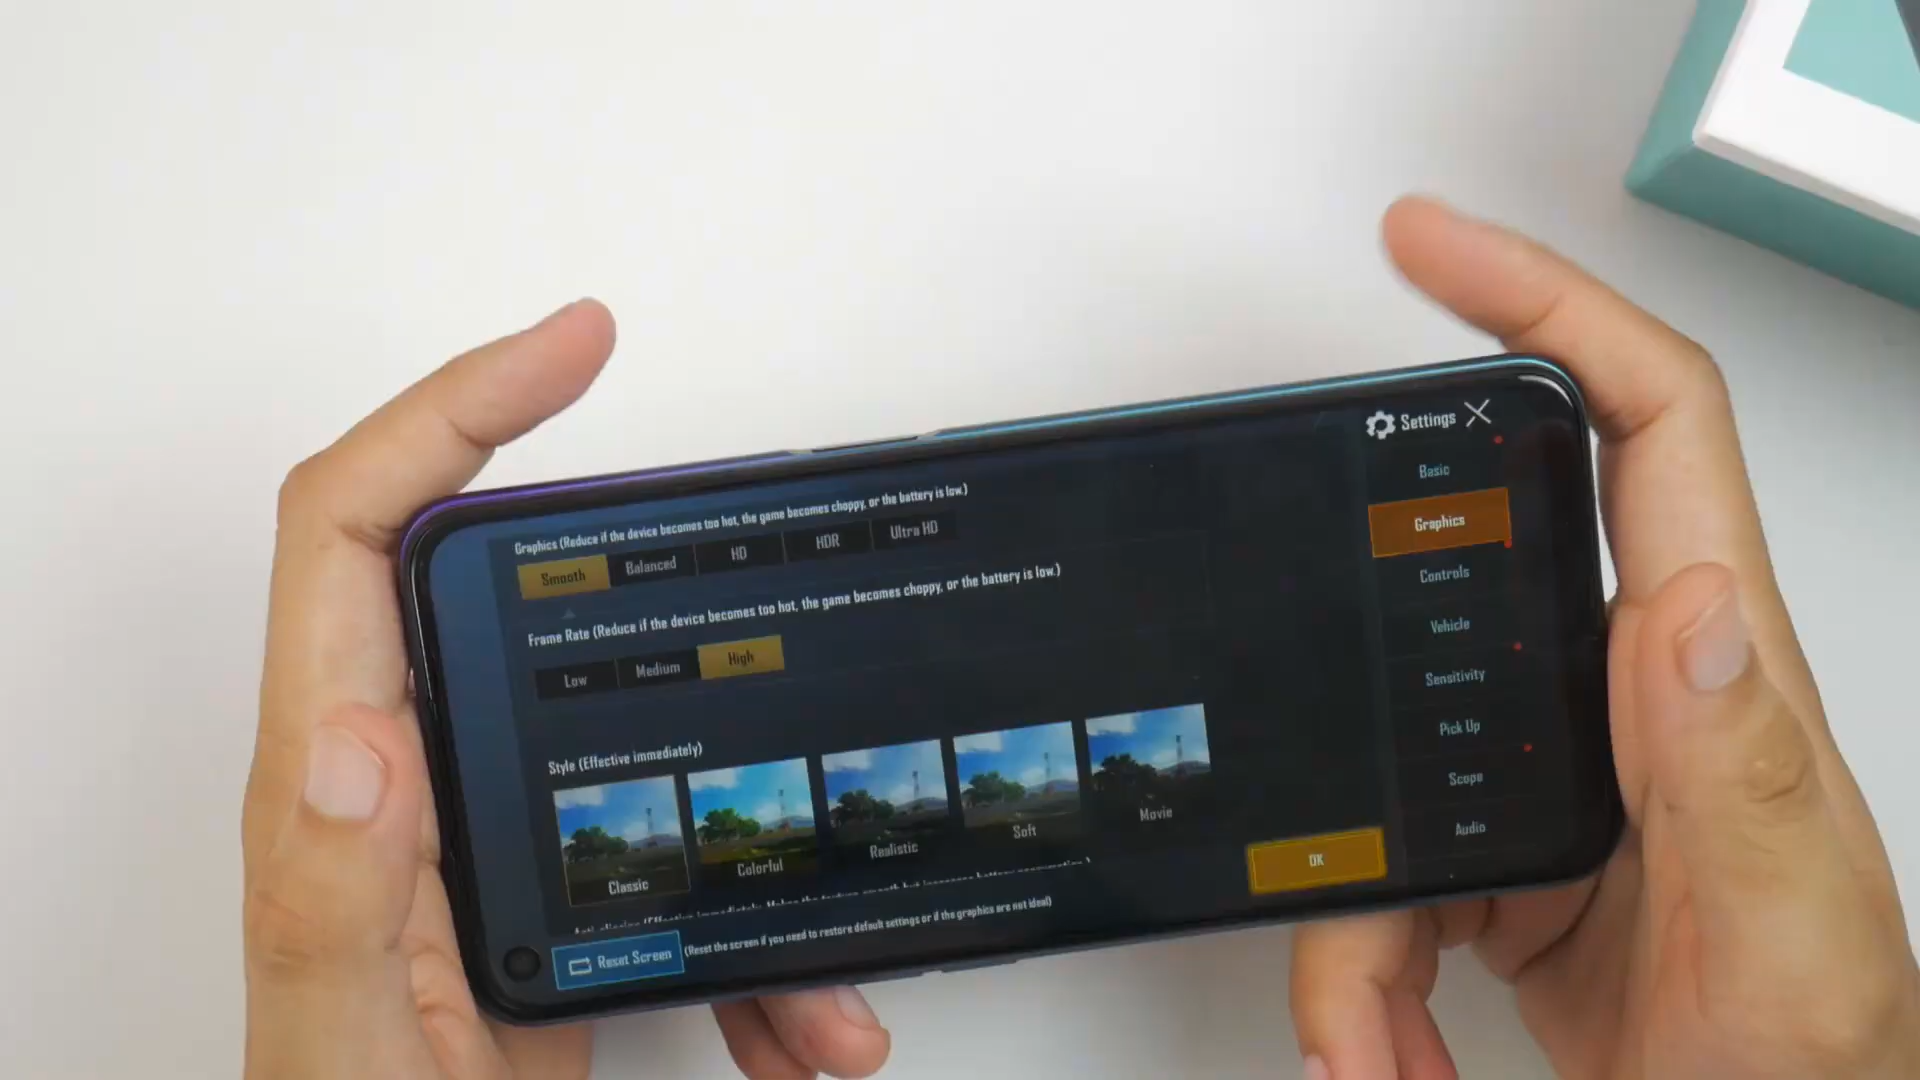 Settings
Basic
Graphics
Controls
Vehicle
Sensitivity
Pick Up
Scope
Audio
Graphics (Reduce if the device becomes too hot, the game becomes choppy, or the battery is low.)
Smooth Balanced HD HDR Ultra HD
Frame Rate (Reduce if the device becomes too hot, the game becomes choppy, or the battery is low.)
Low Medium High
Style (Effective immediately)
Classic Colorful Realistic Soft Movie
OK
Reset Screen (Reset the screen if you need to restore default settings or if the graphics are not ideal)